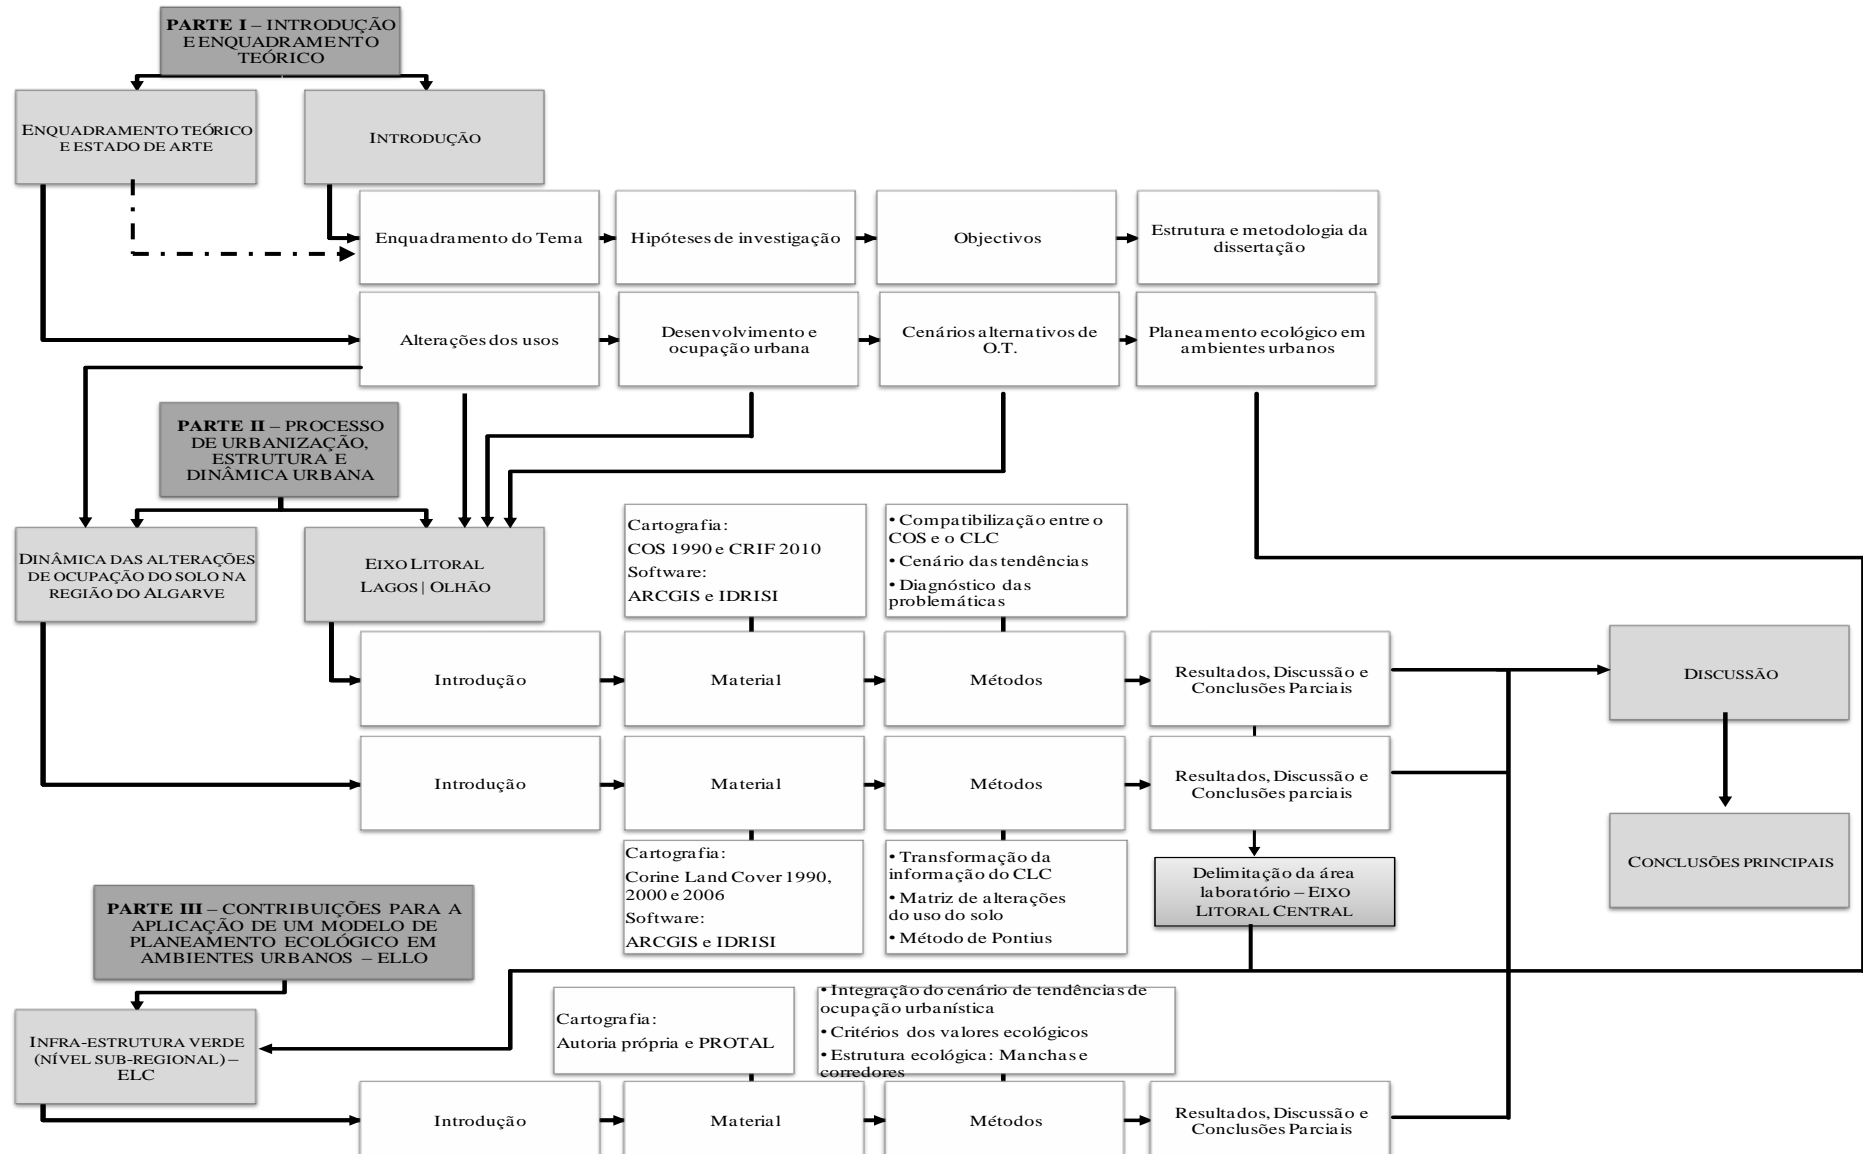 PARTE I – INTRODUÇÃO
E ENQUADRAMENTO
TEÓRICO
ENQUADRAMENTO TEÓRICO
E ESTADO DE ARTE
INTRODUÇÃO
Enquadramento do Tema
Hipóteses de investigação
Objectivos
Estrutura e metodologia da
dissertação
Alterações dos usos
Desenvolvimento e
ocupação urbana
Cenários alternativos de
O.T.
Planeamento ecológico em
ambientes urbanos
PARTE II – PROCESSO
DE URBANIZAÇÃO,
ESTRUTURA E
DINÂMICA URBANA
DINÂMICA DAS ALTERAÇÕES
DE OCUPAÇÃO DO SOLO NA
REGIÃO DO ALGARVE
EIXO LITORAL
LAGOS | OLHÃO
Cartografia:
COS 1990 e CRIF 2010
Software:
ARCGIS e IDRISI
• Compatibilização entre o
COS e o CLC
• Cenário das tendências
• Diagnóstico das
problemáticas
Introdução
Material
Métodos
Resultados, Discussão e
Conclusões Parciais
DISCUSSÃO
Introdução
Material
Métodos
Resultados, Discussão e
Conclusões parciais
CONCLUSÕES PRINCIPAIS
Cartografia:
Corine Land Cover 1990,
2000 e 2006
Software:
ARCGIS e IDRISI
• Transformação da
informação do CLC
• Matriz de alterações
do uso do solo
• Método de Pontius
Delimitação da área
laboratório – EIXO
LITORAL CENTRAL
PARTE III – CONTRIBUIÇÕES PARA A
APLICAÇÃO DE UM MODELO DE
PLANEAMENTO ECOLÓGICO EM
AMBIENTES URBANOS – ELLO
INFRA-ESTRUTURA VERDE
(NÍVEL SUB-REGIONAL) –
ELC
Cartografia:
Autoria própria e PROTAL
• Integração do cenário de tendências de
ocupação urbanística
• Critérios dos valores ecológicos
• Estrutura ecológica: Manchas e
corredores
Introdução
Material
Métodos
Resultados, Discussão e
Conclusões Parciais